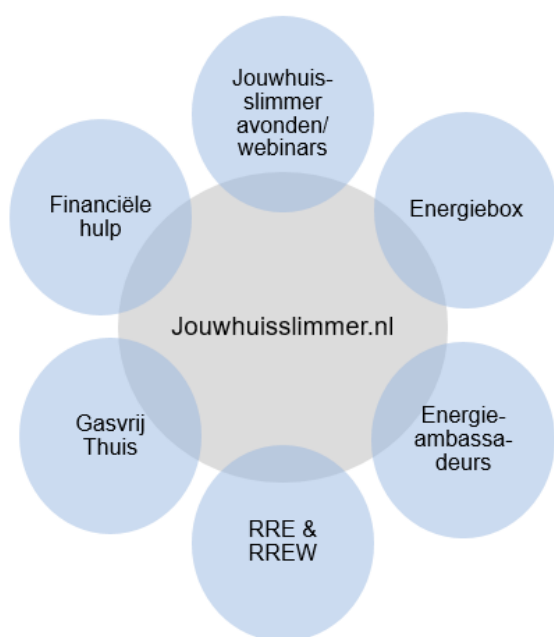 Jouwhuis-
slimmer
avonden/
webinars
Financiële
hulp
Energiebox
Jouwhuisslimmer.nl
Gasvrij
Thuis
Energie-
ambassa-
deurs
RRE &
RREW